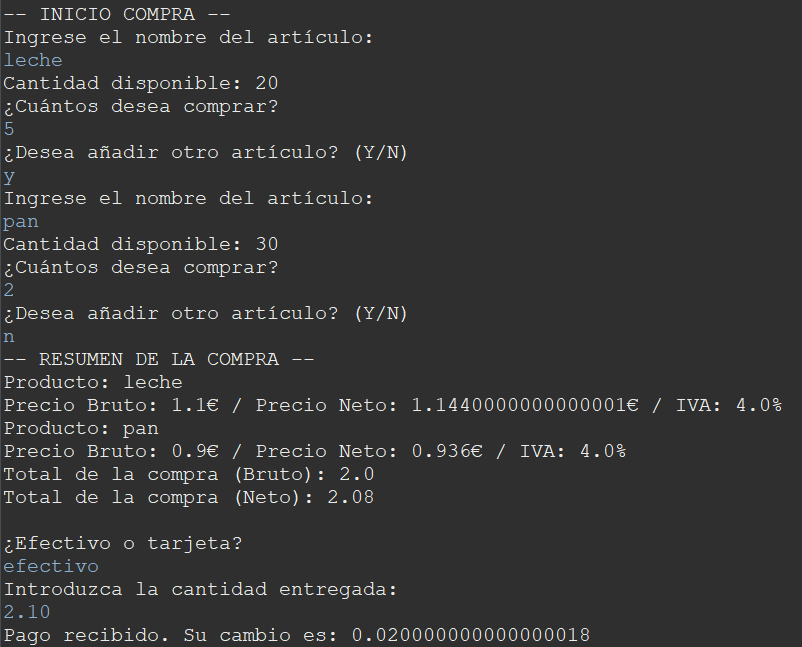 -- INICIO COMPRA --
Ingrese el nombre del artículo:
leche
Cantidad disponible: 20
¿Cuántos desea comprar?
5
¿Desea añadir otro artículo? (Y/N)
y
Ingrese el nombre del artículo:
pan
Cantidad disponible: 30
¿Cuántos desea comprar?
2
¿Desea añadir otro artículo? (Y/N)
n
-- RESUMEN DE LA COMPRA --
Producto: leche
Precio Bruto: 1.1€ / Precio Neto: 1.1440000000000001€ / IVA: 4.0%
Producto: pan
Precio Bruto: 0.9€ / Precio Neto: 0.936€ / IVA: 4.0%
Total de la compra (Bruto): 2.0
Total de la compra (Neto): 2.08
¿Efectivo o tarjeta?
efectivo
Introduzca la cantidad entregada:
2.10
Pago recibido. Su cambio es: 0.020000000000000018